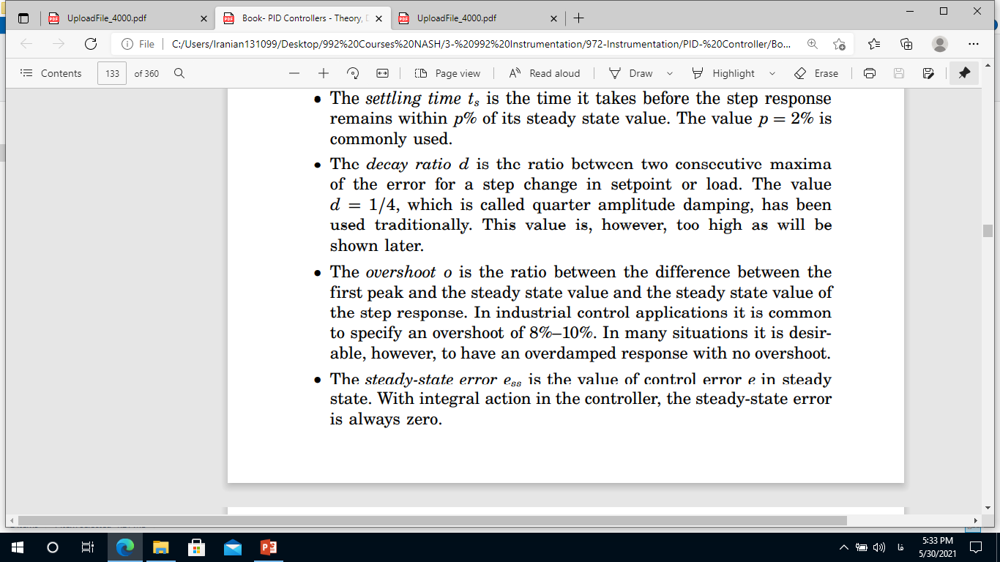 UploadFile_4000.pdf
Book- PID Controllers - Theory,
UploadFile_4000.pdf
File
C:/Users/Iranian131099/Desktop/992%20Courses%20NASH/3-%20992%20Instrumentation/972-Instrumentation/PID-%20Controller/Bo...
Contents 133 of 360 Page view Read aloud Draw Highlight Erase
• The settling time ts is the time it takes before the step response
remains within p% of its steady state value. The value p = 2% is
commonly used.
• The decay ratio d is the ratio between two consecutive maxima
of the error for a step change in setpoint or load. The value
d = 1/4, which is called quarter amplitude damping, has been
used traditionally. This value is, however, too high as will be
shown later.
• The overshoot o is the ratio between the difference between the
first peak and the steady state value and the steady state value of
the step response. In industrial control applications it is common
to specify an overshoot of 8%–10%. In many situations it is desir-
able, however, to have an overdamped response with no overshoot.
• The steady-state error ess is the value of control error e in steady
state. With integral action in the controller, the steady-state error
is always zero.
فا
5:33 PM
5/30/2021